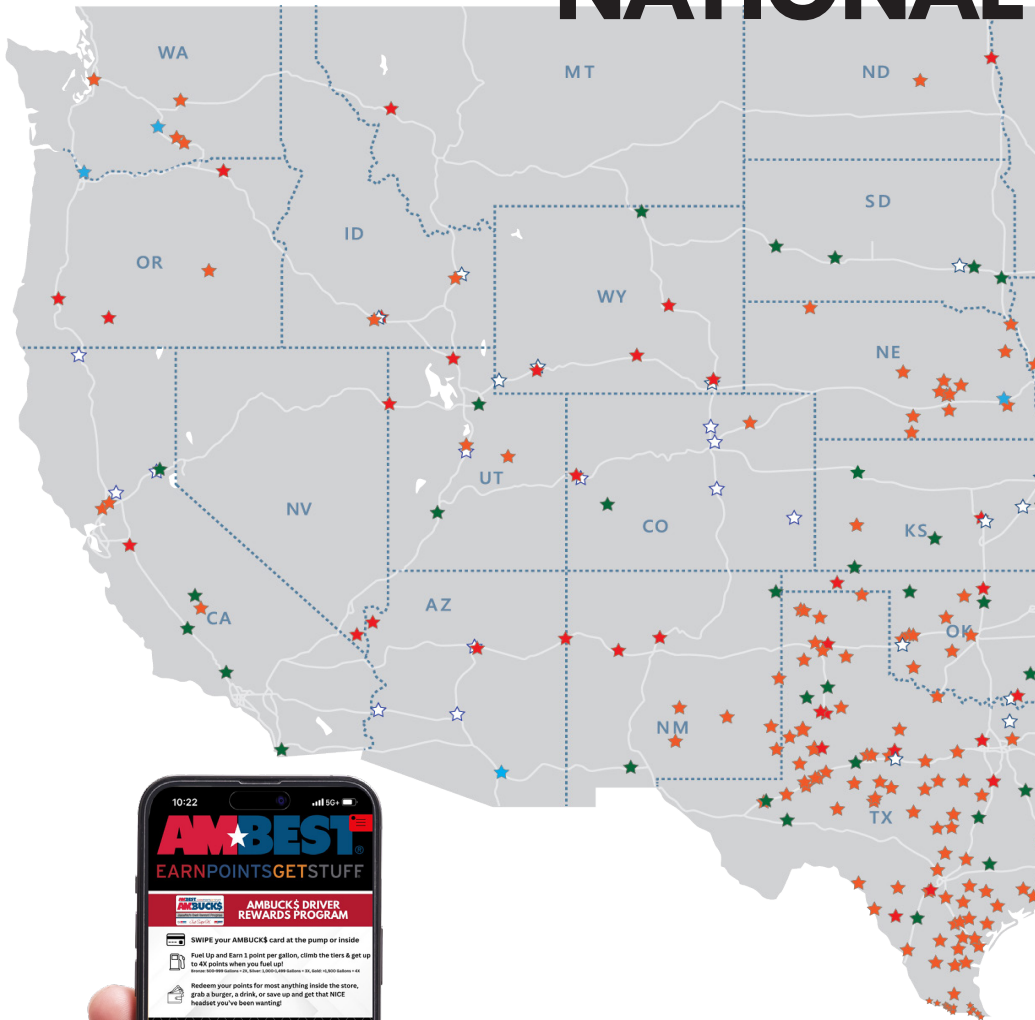 NATIONAL
WA
MT
ND
SD
ID
OR
WY
NE
NV
UT
CO
KS
CA
AZ
OK
NM
TX
10:22
5G+
AMBEST®
EARNPOINTSGETSTUFF
AMBUCK$ DRIVER
REWARDS PROGRAM
SWIPE your AMBUCK$ card at the pump or inside
Fuel Up and Earn 1 point per gallon, climb the tiers & get up
to 4X points when you fuel up!
Redeem your points for most anything inside the store,
grab a burger, a drink, or save up and get that NICE
headset you've been wanting!